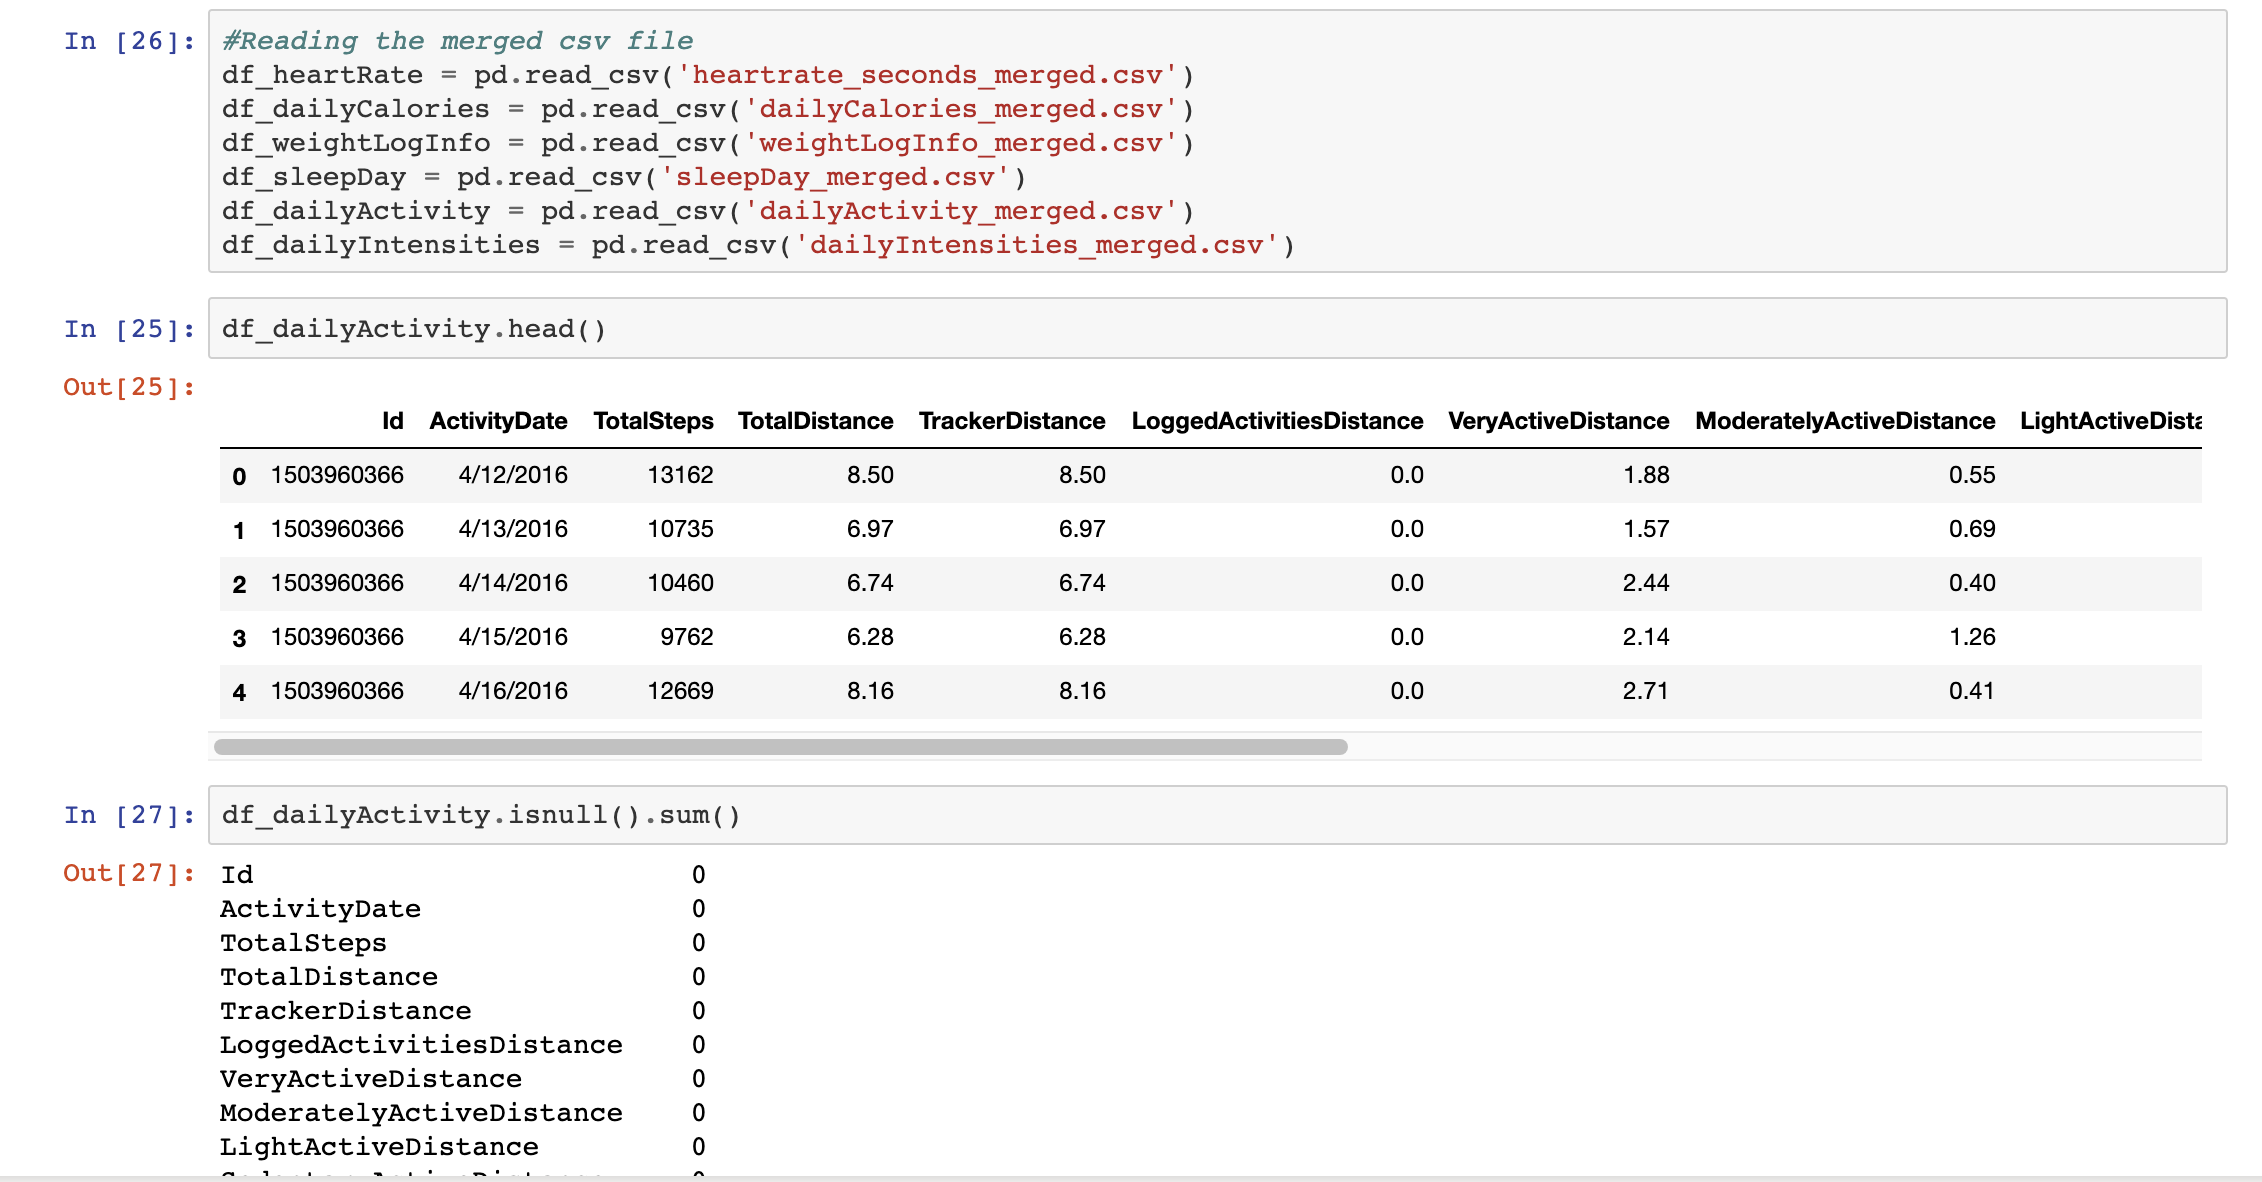 In [26]: #Reading the merged csv file
df_heartRate = pd.read_csv('heartrate_seconds_merged.csv')
df_dailyCalories = pd.read_csv('dailyCalories_merged.csv')
df_weightLogInfo = pd.read_csv('weightLogInfo_merged.csv')
df_sleepDay = pd.read_csv('sleepDay_merged.csv')
df_dailyActivity = pd.read_csv('dailyActivity_merged.csv')
df_dailyIntensities = pd.read_csv('dailyIntensities_merged.csv')
In [25]: df_dailyActivity.head()
Out[25]:
Id ActivityDate TotalSteps TotalDistance TrackerDistance LoggedActivitiesDistance VeryActiveDistance ModeratelyActiveDistance LightActiveDista
0 1503960366 4/12/2016 13162 8.50 8.50 0.0 1.88 0.55
1 1503960366 4/13/2016 10735 6.97 6.97 0.0 1.57 0.69
2 1503960366 4/14/2016 10460 6.74 6.74 0.0 2.44 0.40
3 1503960366 4/15/2016 9762 6.28 6.28 0.0 2.14 1.26
4 1503960366 4/16/2016 12669 8.16 8.16 0.0 2.71 0.41
In [27]: df_dailyActivity.isnull().sum()
Out[27]: Id 0
ActivityDate 0
TotalSteps 0
TotalDistance 0
TrackerDistance 0
LoggedActivitiesDistance 0
VeryActiveDistance 0
ModeratelyActiveDistance 0
LightActiveDistance 0